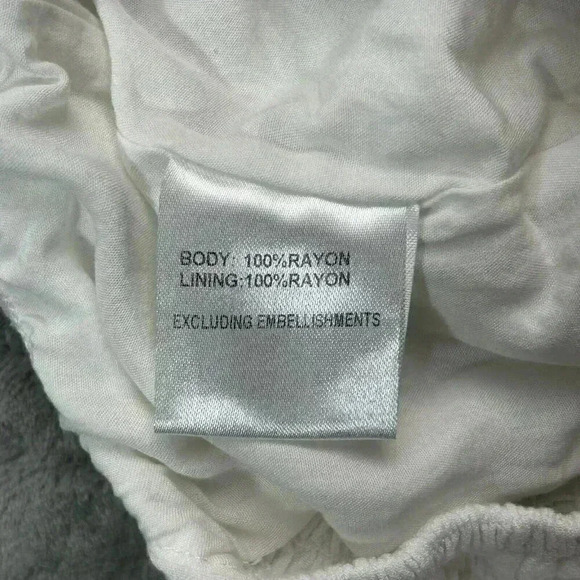 BODY: 100%RAYON
LINING:100%RAYON
EXCLUDING EMBELLISHMENTS